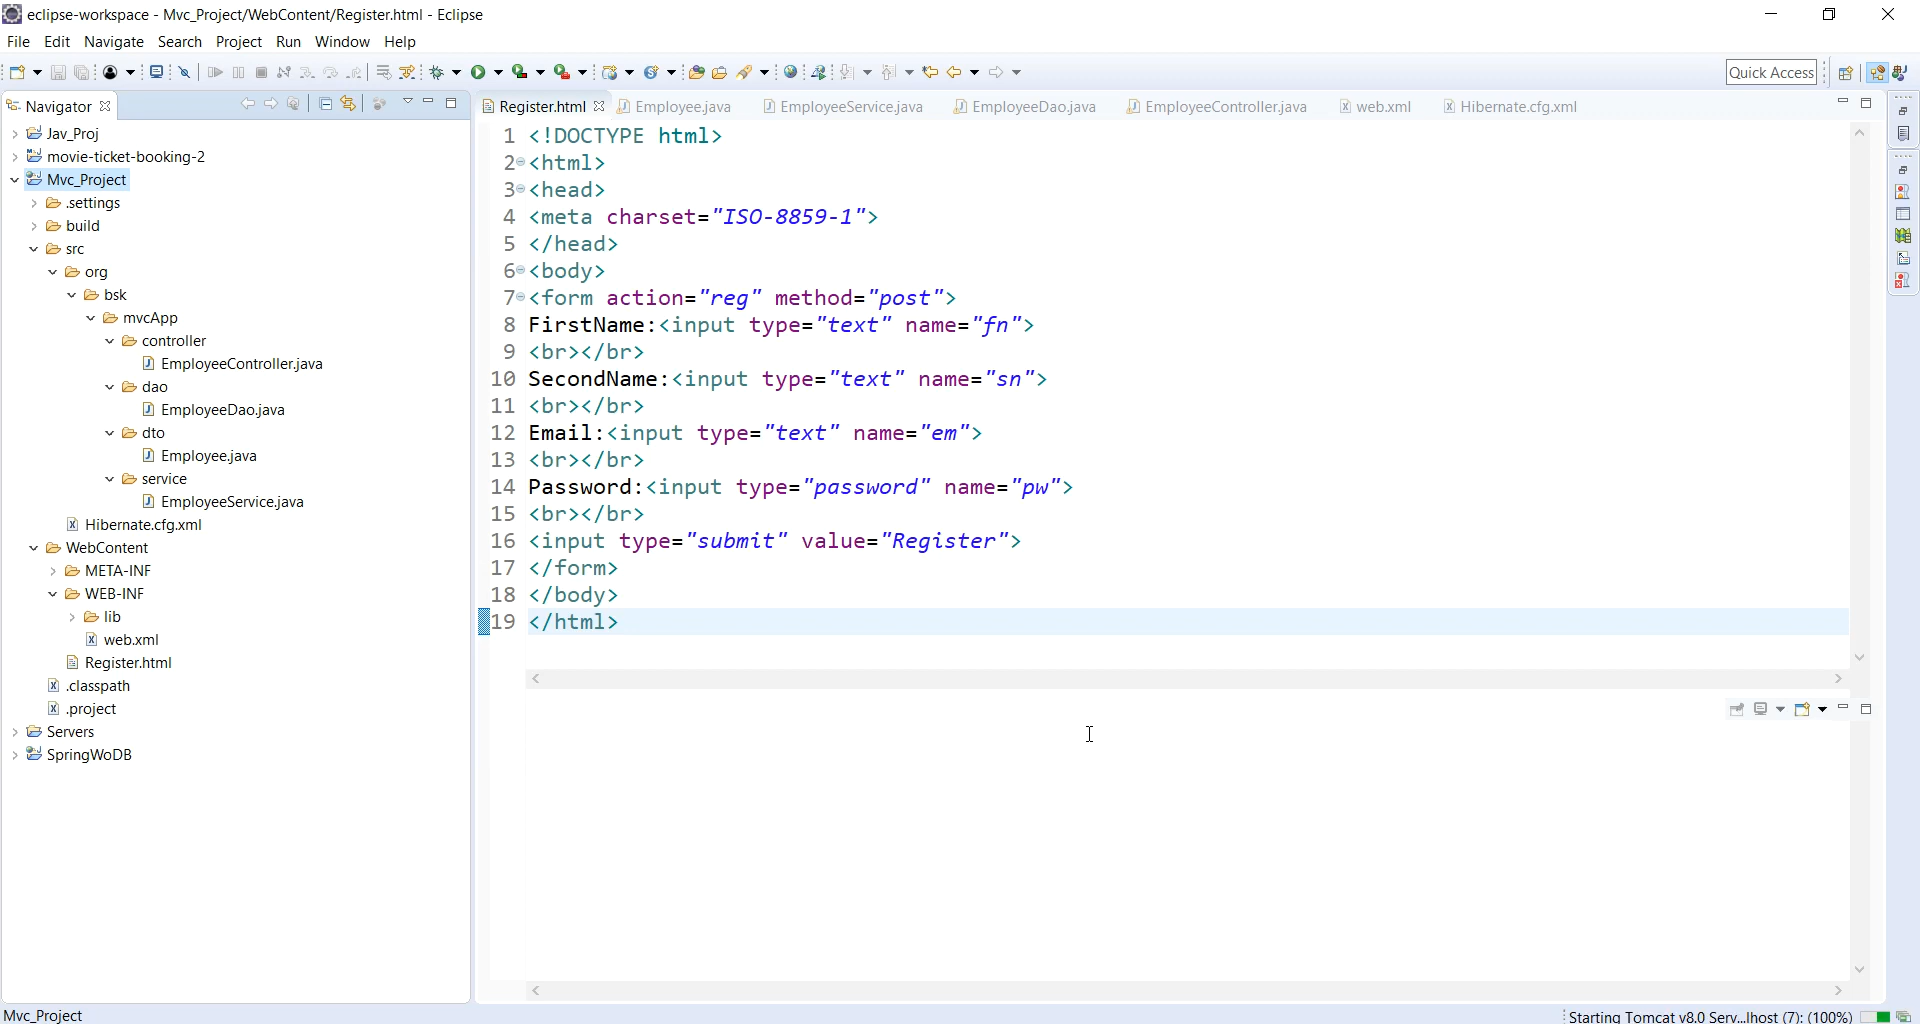 eclipse-workspace - Mvc_Project/WebContent/Register.html - Eclipse
File Edit Navigate Search Project Run Window Help
Quick Access
Navigator
Register.html Employee.java EmployeeService.java EmployeeDao.java EmployeeController.java web.xml Hibernate.cfg.xml
Jav_Proj
movie-ticket-booking-2
Mvc_Project
.settings
build
src
org
bsk
mvcApp
controller
EmployeeController.java
dao
EmployeeDao.java
dto
Employee.java
service
EmployeeService.java
Hibernate.cfg.xml
WebContent
META-INF
WEB-INF
lib
web.xml
Register.html
.classpath
.project
Servers
SpringWoDB
1 <!DOCTYPE html>
2 <html>
3 <head>
4 <meta charset="ISO-8859-1">
5 </head>
6 <body>
7 <form action="reg" method="post">
8 FirstName:<input type="text" name="fn">
9 <br></br>
10 SecondName:<input type="text" name="sn">
11 <br></br>
12 Email:<input type="text" name="em">
13 <br></br>
14 Password:<input type="password" name="pw">
15 <br></br>
16 <input type="submit" value="Register">
17 </form>
18 </body>
19 </html>
Mvc_Project
Starting Tomcat v8.0 Serv...lhost (7): (100%)